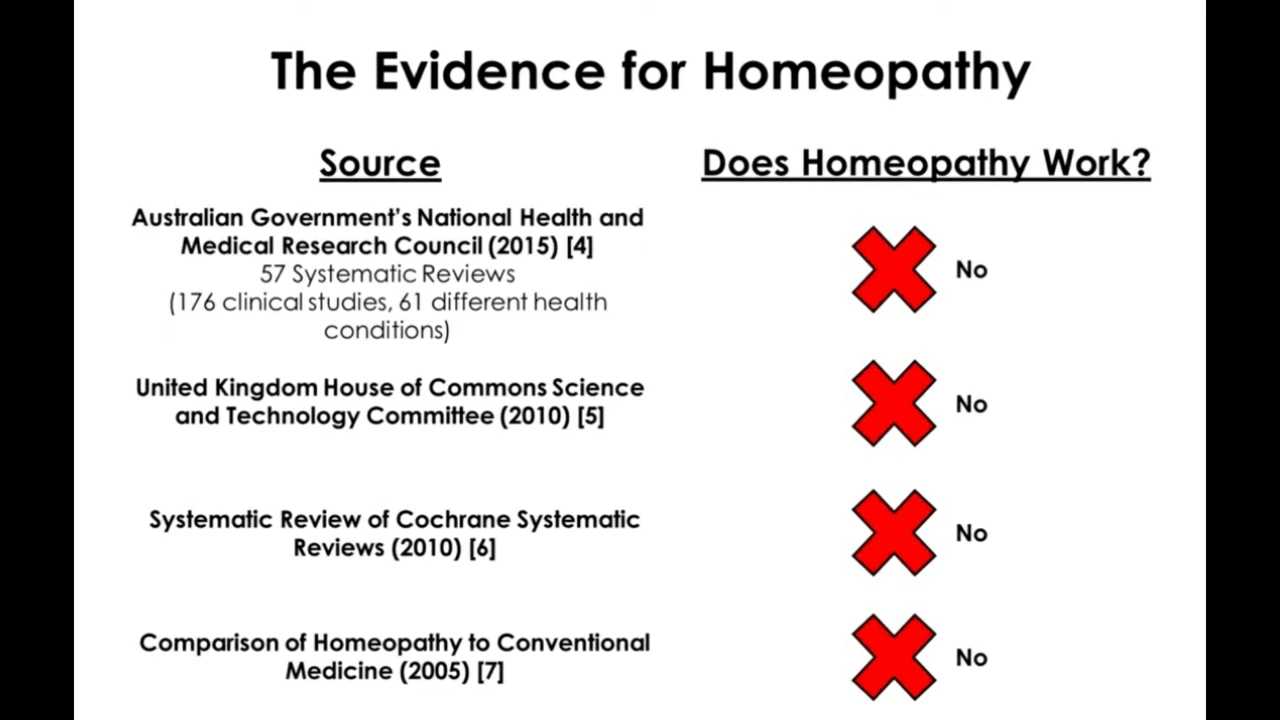 The Evidence for Homeopathy
Source
Does Homeopathy Work?
Australian Government's National Health and
Medical Research Council (2015) [4]
57 Systematic Reviews
(176 clinical studies, 61 different health
conditions)
No
United Kingdom House of Commons Science
and Technology Committee (2010) [5]
No
Systematic Review of Cochrane Systematic
Reviews (2010) [6]
No
Comparison of Homeopathy to Conventional
Medicine (2005) [7]
No